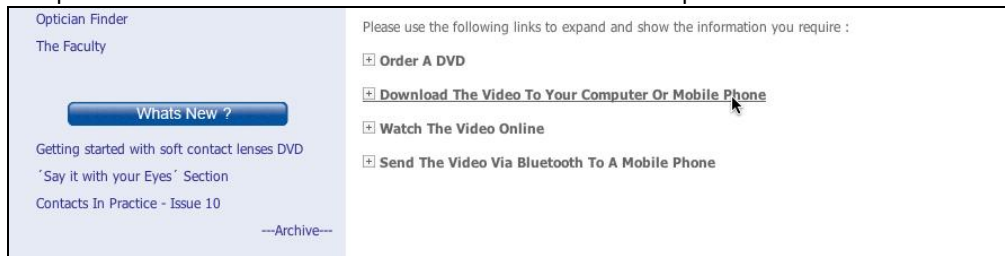 Optician Finder
The Faculty
Whats New ?
Getting started with soft contact lenses DVD
´Say it with your Eyes´ Section
Contacts In Practice - Issue 10
---Archive---
Please use the following links to expand and show the information you require :
Order A DVD
Download The Video To Your Computer Or Mobile Phone
Watch The Video Online
Send The Video Via Bluetooth To A Mobile Phone